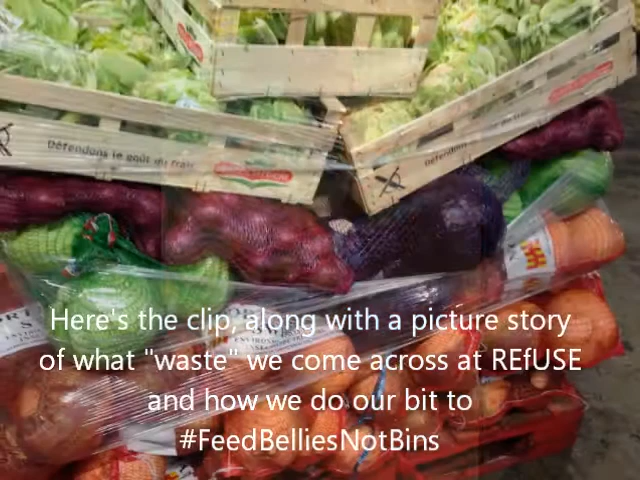 Défendons le goût du frais
Défendons
Here's the clip, along with a picture story
of what "waste" we come across at REfUSE
and how we do our bit to
#FeedBelliesNotBins